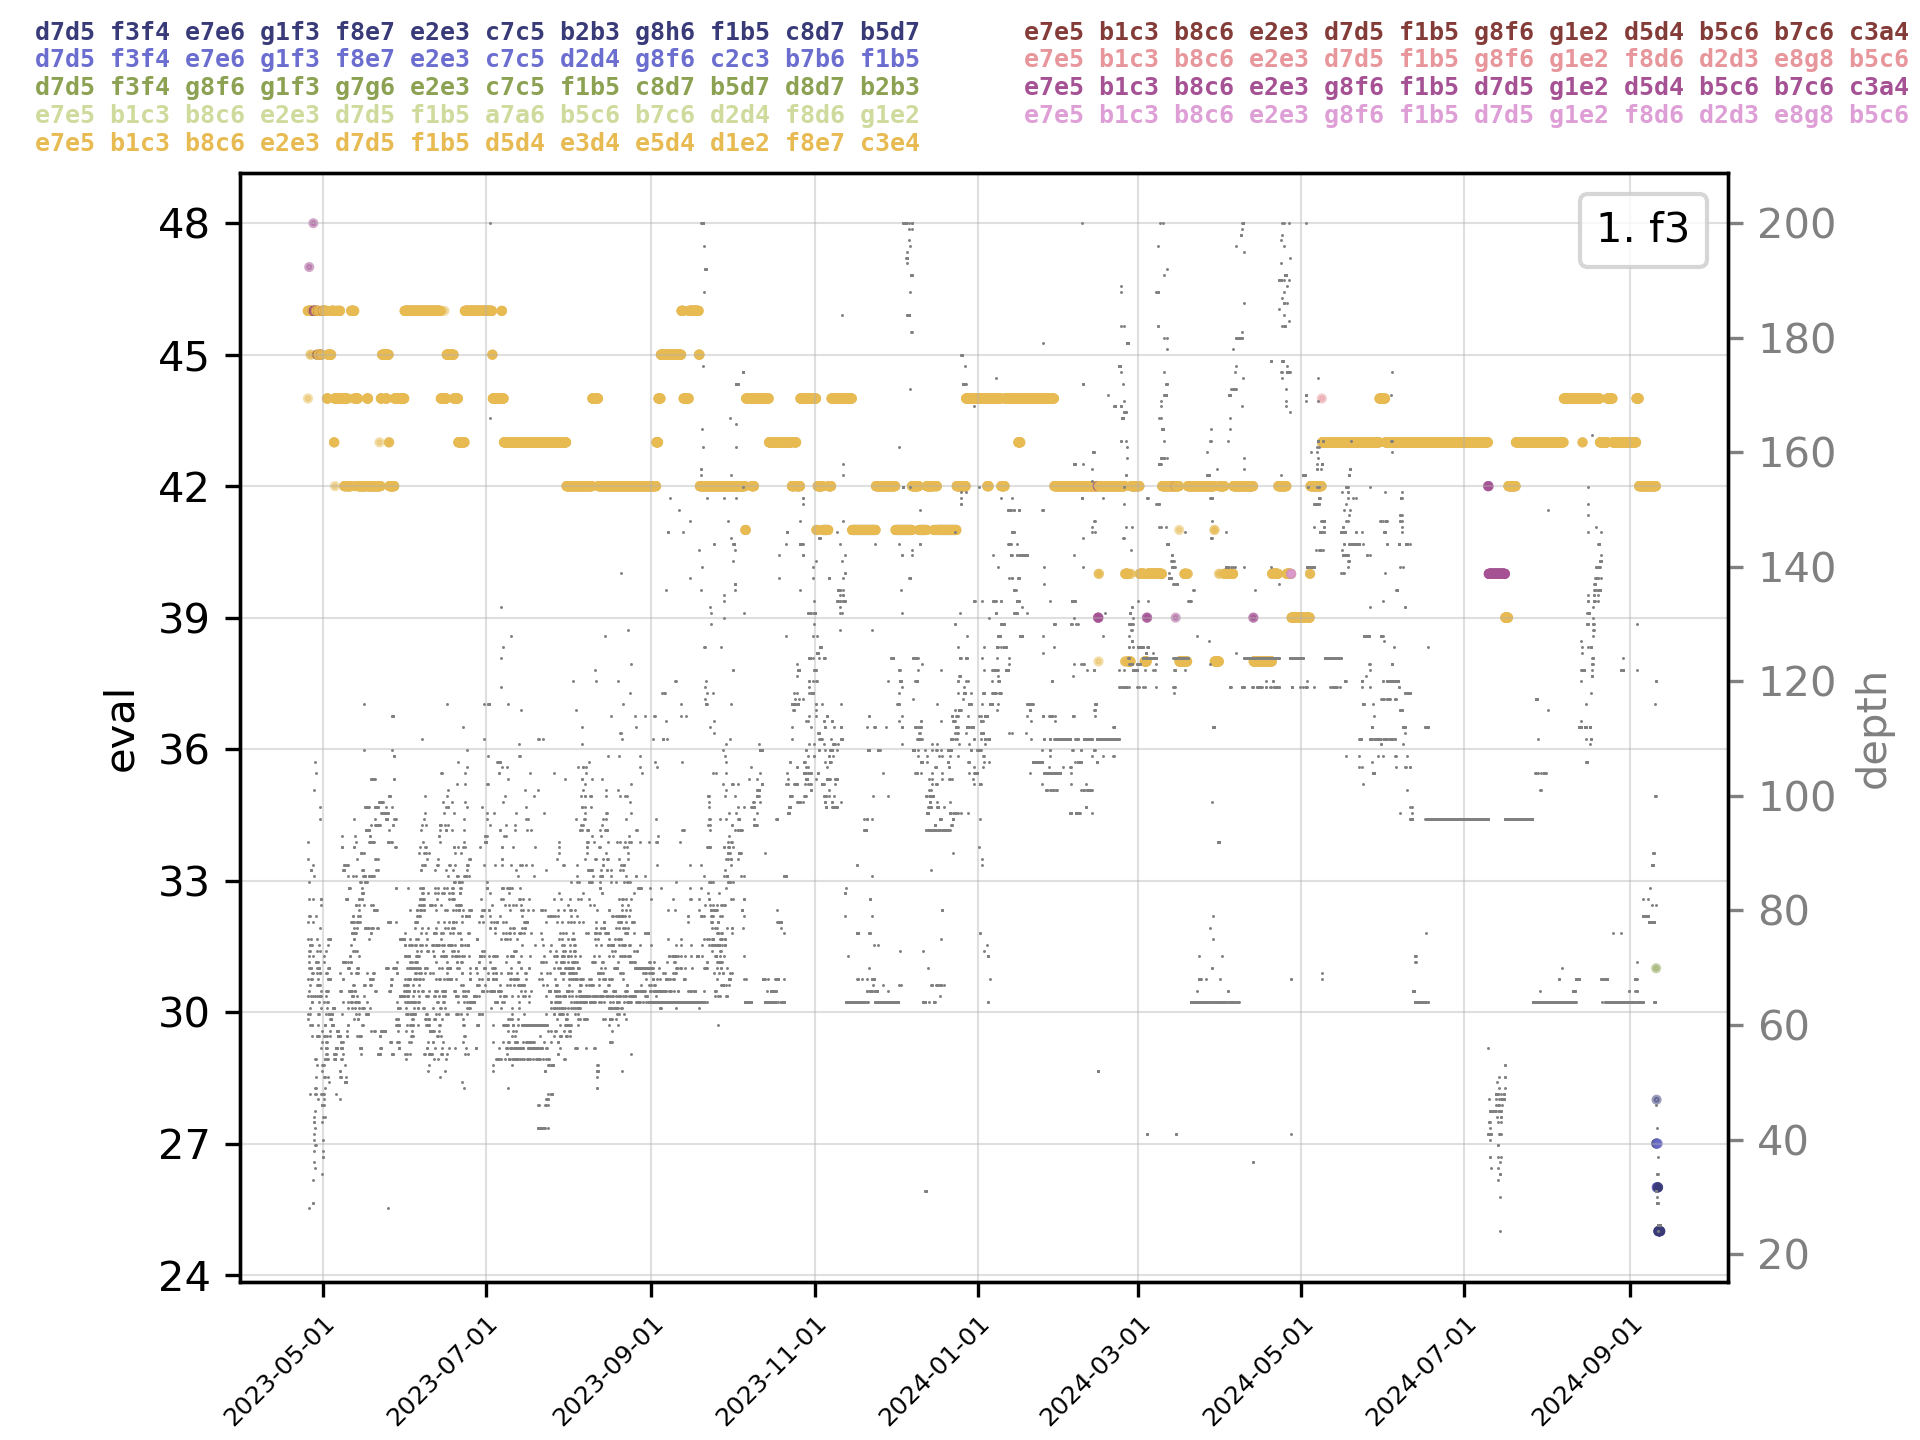 d7d5 f3f4 e7e6 g1f3 f8e7 e2e3 c7c5 b2b3 g8h6 f1b5 c8d7 b5d7
d7d5 f3f4 e7e6 g1f3 f8e7 e2e3 c7c5 d2d4 g8f6 c2c3 b7b6 f1b5
d7d5 f3f4 g8f6 g1f3 g7g6 e2e3 c7c5 f1b5 c8d7 b5d7 d8d7 b2b3
e7e5 b1c3 b8c6 e2e3 d7d5 f1b5 a7a6 b5c6 b7c6 d2d4 f8d6 g1e2
e7e5 b1c3 b8c6 e2e3 d7d5 f1b5 d5d4 e3d4 e5d4 d1e2 f8e7 c3e4
e7e5 b1c3 b8c6 e2e3 d7d5 f1b5 g8f6 g1e2 d5d4 b5c6 b7c6 c3a4
e7e5 b1c3 b8c6 e2e3 d7d5 f1b5 g8f6 g1e2 f8d6 d2d3 e8g8 b5c6
e7e5 b1c3 b8c6 e2e3 g8f6 f1b5 d7d5 g1e2 d5d4 b5c6 b7c6 c3a4
e7e5 b1c3 b8c6 e2e3 g8f6 f1b5 d7d5 g1e2 f8d6 d2d3 e8g8 b5c6
1. f3
eval
48
45
42
39
36
33
30
27
24
200
180
160
140
120
100
80
60
40
20
depth
2023-05-01
2023-07-01
2023-09-01
2023-11-01
2024-01-01
2024-03-01
2024-05-01
2024-07-01
2024-09-01